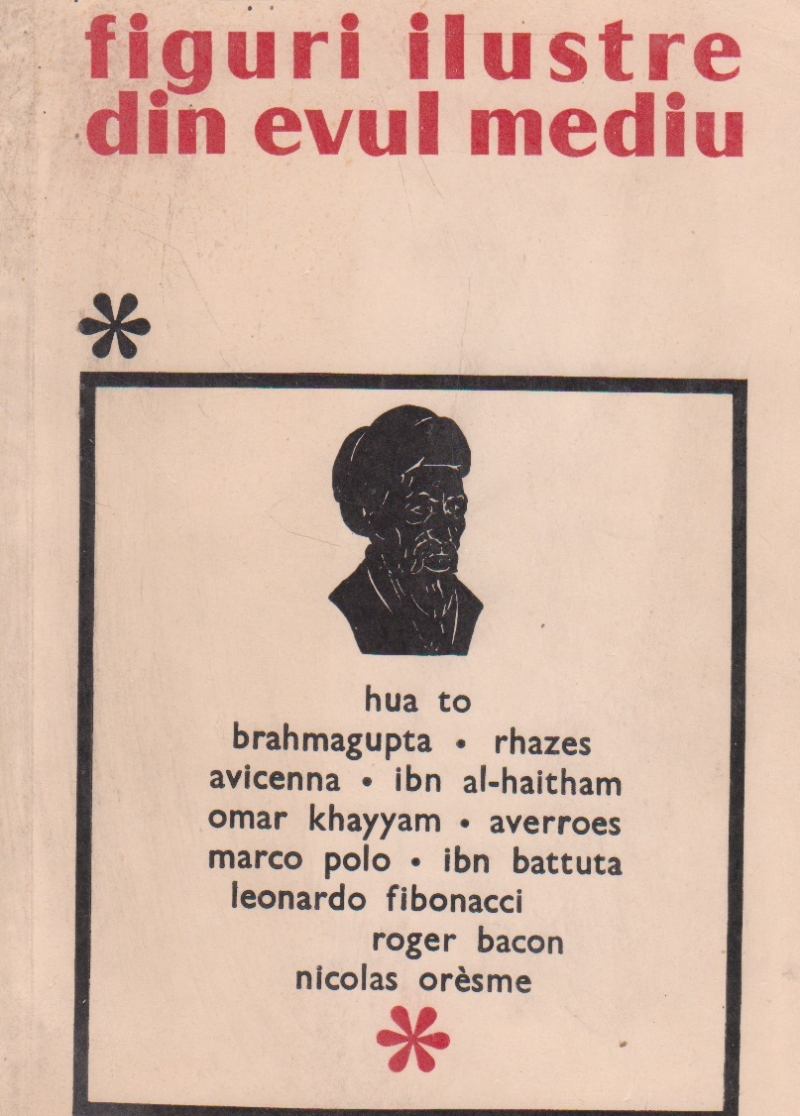 figuri ilustre
din evul mediu
hua to
brahmagupta • rhazes
avicenna • ibn al-haitham
omar khayyam • averroes
marco polo • ibn battuta
leonardo fibonacci
roger bacon
nicolas orèsme